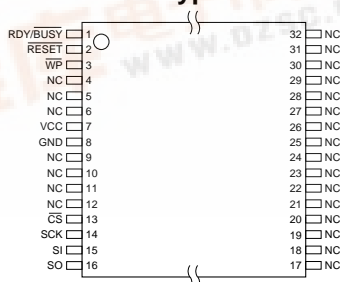 RDY/BUSY 1 32 NC
RESET 2 31 NC
WP 3 30 NC
NC 4 29 NC
NC 5 28 NC
NC 6 27 NC
VCC 7 26 NC
GND 8 25 NC
NC 9 24 NC
NC 10 23 NC
NC 11 22 NC
NC 12 21 NC
CS 13 20 NC
SCK 14 19 NC
SI 15 18 NC
SO 16 17 NC